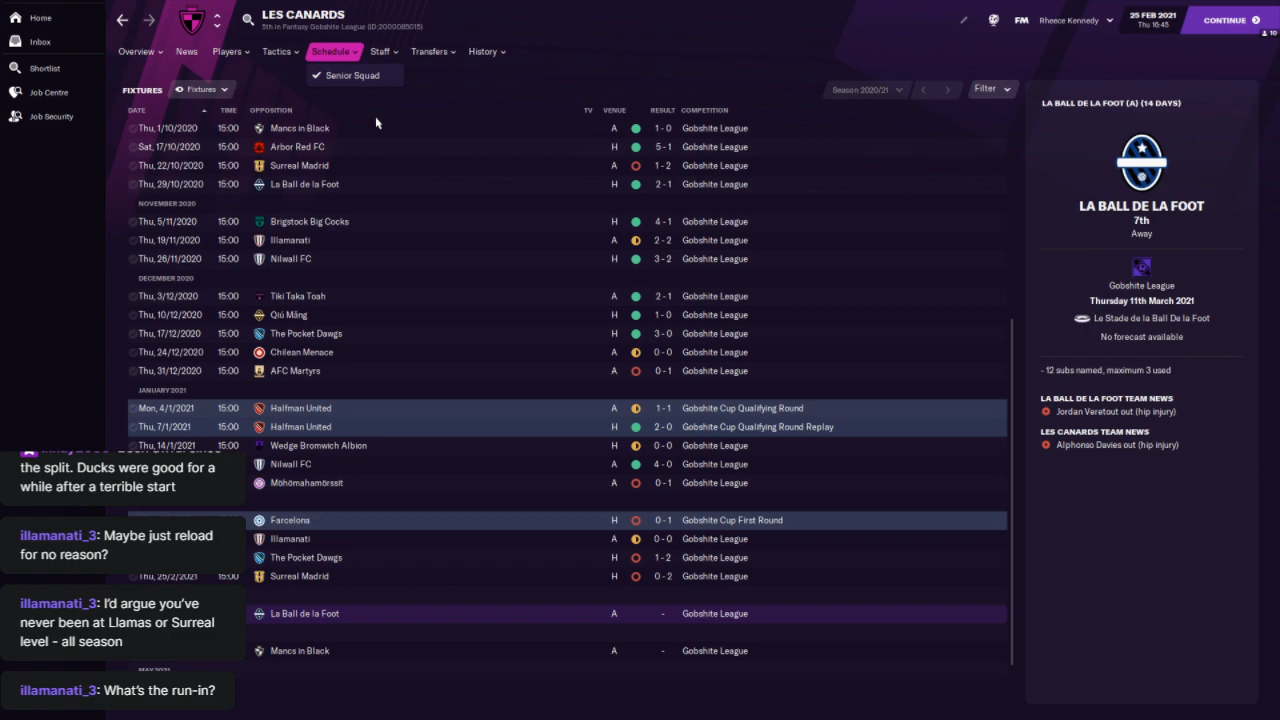 Home
Inbox
Shortlist
Job Centre
Job Security
LES CANARDS
5th in Fantasy Gobshite League (ID:2000085015)
FM
Rheece Kennedy
25 FEB 2021
Thu 16:45
CONTINUE
10
Overview
News
Players
Tactics
Schedule
Staff
Transfers
History
Senior Squad
FIXTURES
Fixtures
Season 2020/21
Filter
DATE TIME OPPOSITION TV VENUE RESULT COMPETITION
Thu, 1/10/2020 15:00 Mancs in Black A 1 - 0 Gobshite League
Sat, 17/10/2020 15:00 Arbor Red FC H 5 - 1 Gobshite League
Thu, 22/10/2020 15:00 Surreal Madrid A 1 - 2 Gobshite League
Thu, 29/10/2020 15:00 La Ball de la Foot H 2 - 1 Gobshite League
NOVEMBER 2020
Thu, 5/11/2020 15:00 Brigstock Big Cocks H 4 - 1 Gobshite League
Thu, 19/11/2020 15:00 Illamanati A 2 - 2 Gobshite League
Thu, 26/11/2020 15:00 Nilwall FC H 3 - 2 Gobshite League
DECEMBER 2020
Thu, 3/12/2020 15:00 Tiki Taka Toah A 2 - 1 Gobshite League
Thu, 10/12/2020 15:00 Qiú Mǎng H 1 - 0 Gobshite League
Thu, 17/12/2020 15:00 The Pocket Dawgs H 3 - 0 Gobshite League
Thu, 24/12/2020 15:00 Chilean Menace A 0 - 0 Gobshite League
Thu, 31/12/2020 15:00 AFC Martyrs A 0 - 1 Gobshite League
JANUARY 2021
Mon, 4/1/2021 15:00 Halfman United A 1 - 1 Gobshite Cup Qualifying Round
Thu, 7/1/2021 15:00 Halfman United H 2 - 0 Gobshite Cup Qualifying Round Replay
Thu, 14/1/2021 15:00 Wedge Bromwich Albion H 0 - 0 Gobshite League
Nilwall FC A 4 - 0 Gobshite League
Möhömahamörssit A 0 - 1 Gobshite League
Farcelona H 0 - 1 Gobshite Cup First Round
Illamanati A 0 - 0 Gobshite League
The Pocket Dawgs H 1 - 2 Gobshite League
Thu, 25/2/2021 15:00 Surreal Madrid H 0 - 2 Gobshite League
La Ball de la Foot A - Gobshite League
Mancs in Black A - Gobshite League
the split. Ducks were good for a
while after a terrible start
illamanati_3: Maybe just reload
for no reason?
illamanati_3: I'd argue you've
never been at Llamas or Surreal
level - all season
illamanati_3: What's the run-in?
LA BALL DE LA FOOT (A) (14 DAYS)
LA BALL DE LA FOOT
7th
Away
Gobshite League
Thursday 11th March 2021
Le Stade de la Ball De la Foot
No forecast available
- 12 subs named, maximum 3 used
LA BALL DE LA FOOT TEAM NEWS
Jordan Veretout out (hip injury)
LES CANARDS TEAM NEWS
Alphonso Davies out (hip injury)